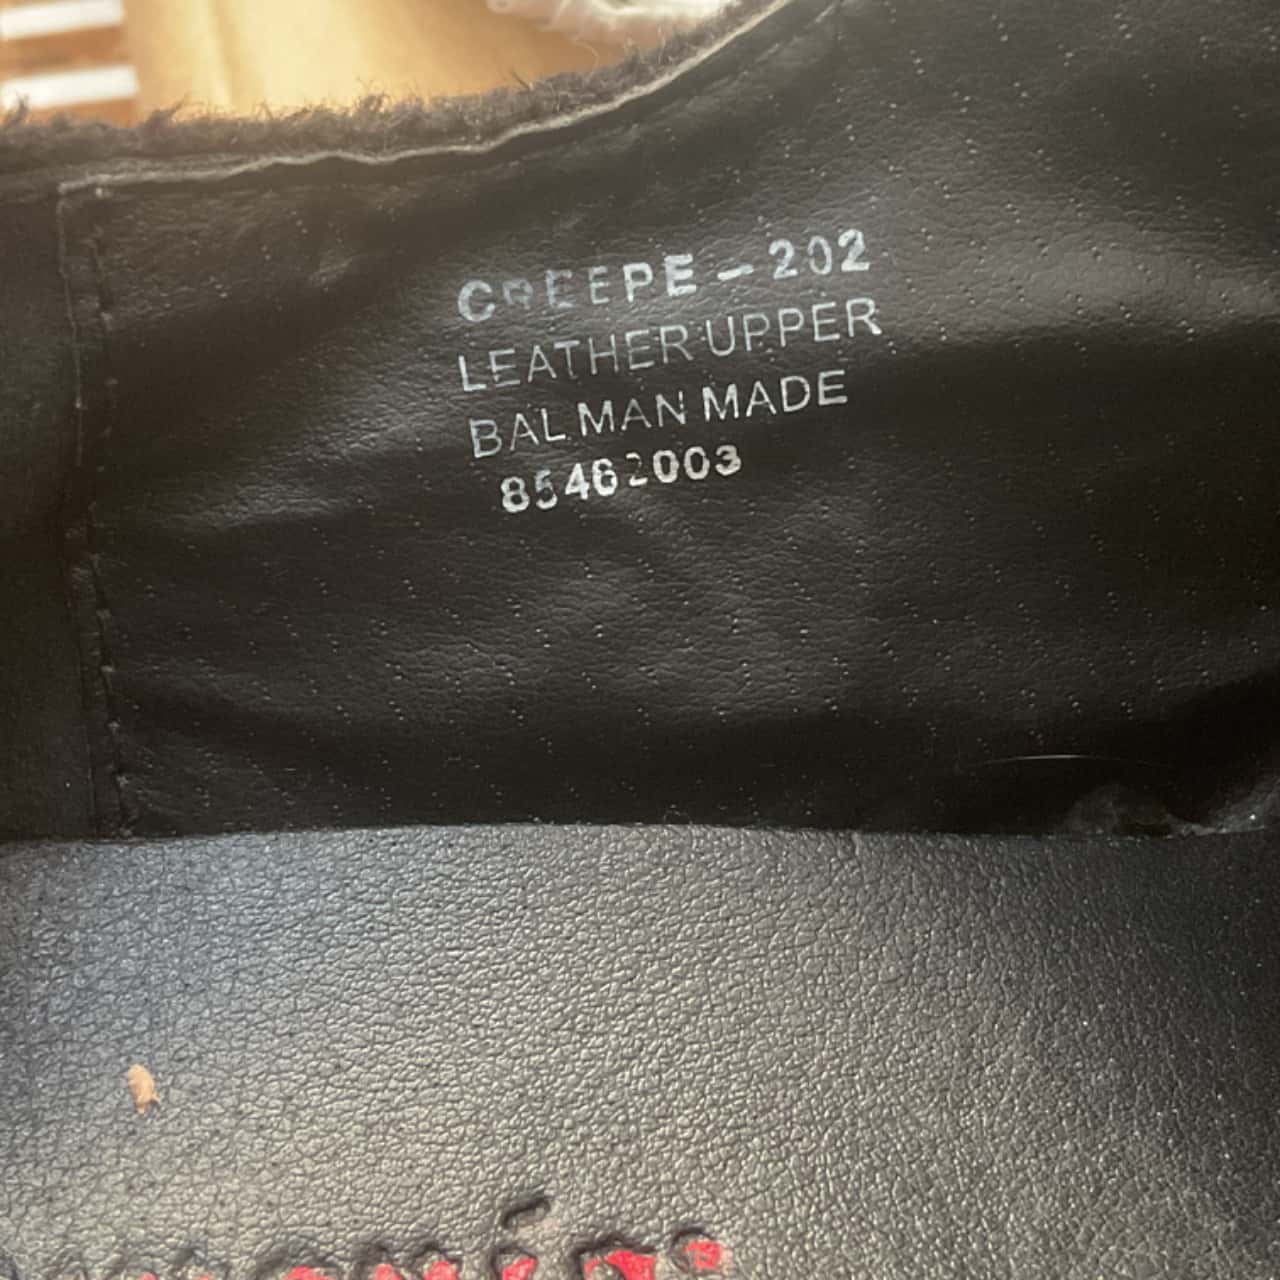 CREEPE-202
LEATHER UPPER
BAL MAN MADE
85462003